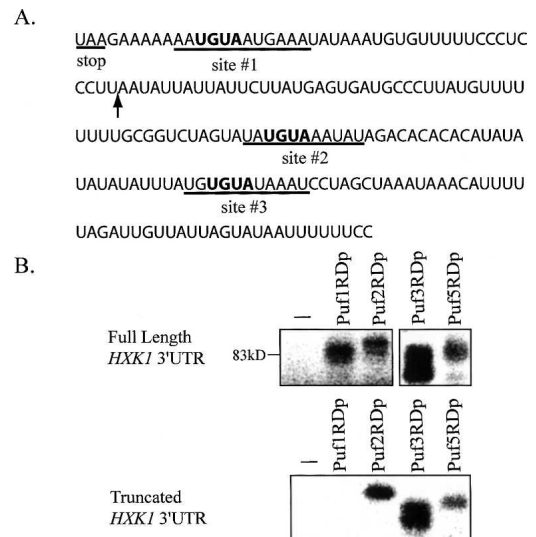 A.
UAAGAAAAAAAAUGUAAUGAAAUAUAAAUGUGUUUUUCCCUC
stop site #1
CCUUAAUAUUAUUAUUCUUAUGAGUGAUGCCCUUAUGUUUU
UUUUGCGGUCUAGUAUAUGUAAAUAUAGACACACACAUAUA
site #2
UAUAUAUUUAUGUGUAUAAAUCCUAGCUAAAUAAACAUUUU
site #3
UAGAUUGUUAUUAGUAUAAUUUUUUCC
B.
— Puf1RDp Puf2RDp Puf3RDp Puf5RDp
Full Length
HXK1 3'UTR
83kD
— Puf1RDp Puf2RDp Puf3RDp Puf5RDp
Truncated
HXK1 3'UTR